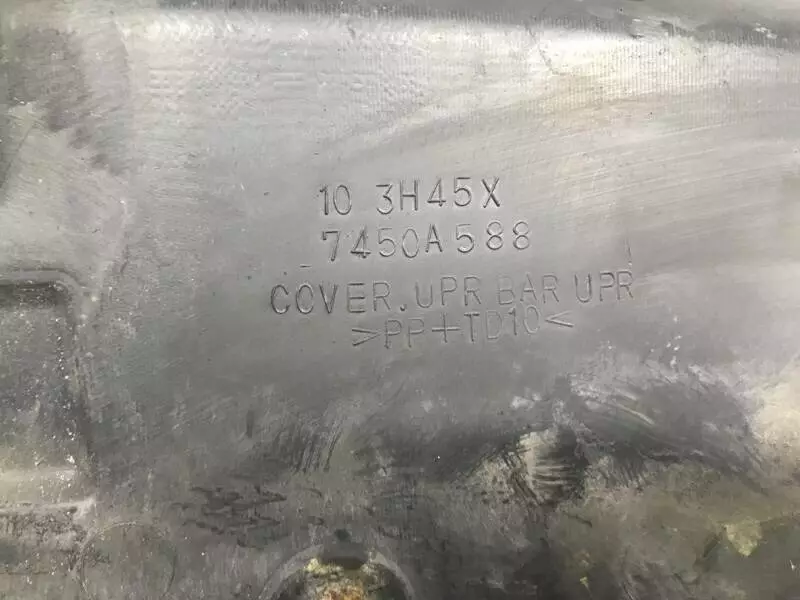 10 3H45X
7450A588
COVER.UPR BAR UPR
>PP+TD10<